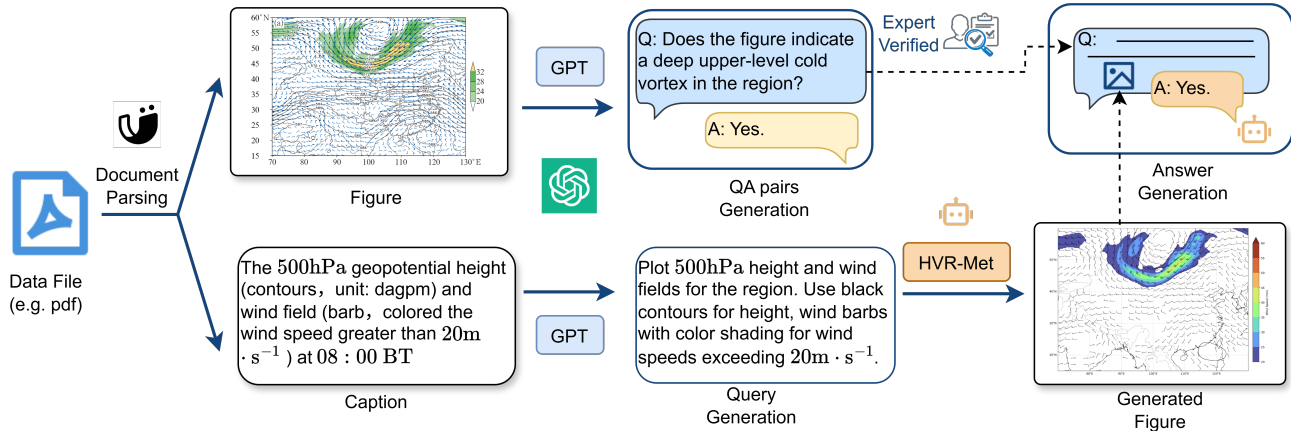 Data File
(e.g. pdf)
Document
Parsing
60°N
55
50
45
40
35
30
25
20
15
70
80
90
100
110
120
130°E
(a)
32
28
24
20
Figure
The 500hPa geopotential height
(contours，unit: dagpm) and
wind field (barb，colored the
wind speed greater than 20m
· s⁻¹ ) at 08 : 00 BT
Caption
GPT
GPT
Q: Does the figure indicate
a deep upper-level cold
vortex in the region?
A: Yes.
QA pairs
Generation
Plot 500hPa height and wind
fields for the region. Use black
contours for height, wind barbs
with color shading for wind
speeds exceeding 20m · s⁻¹.
Query
Generation
Expert
Verified
HVR-Met
Q:
A: Yes.
Answer
Generation
Generated
Figure